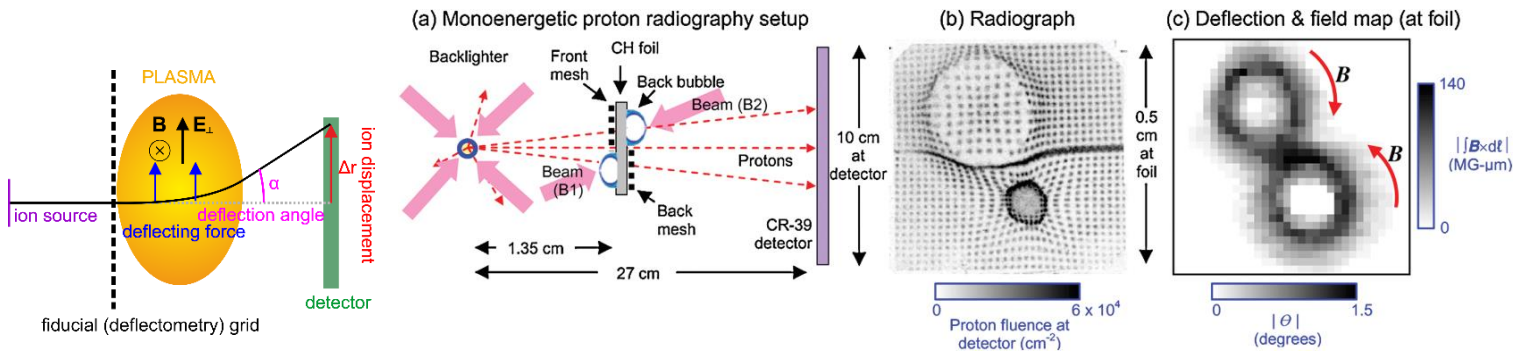 PLASMA
B
E⊥
ion source
deflecting force
α
deflection angle
Δr
ion displacement
detector
fiducial (deflectometry) grid
(a) Monoenergetic proton radiography setup
Backlighter
Front
mesh
CH foil
Back bubble
Beam (B2)
Protons
Beam
(B1)
Back
mesh
CR-39
detector
1.35 cm
27 cm
10 cm
at
detector
(b) Radiograph
0.5
cm
at
foil
0
6 x 10⁴
Proton fluence at
detector (cm⁻²)
(c) Deflection & field map (at foil)
B
B
140
| ∫B×dℓ |
(MG-μm)
0
0
1.5
| Θ |
(degrees)